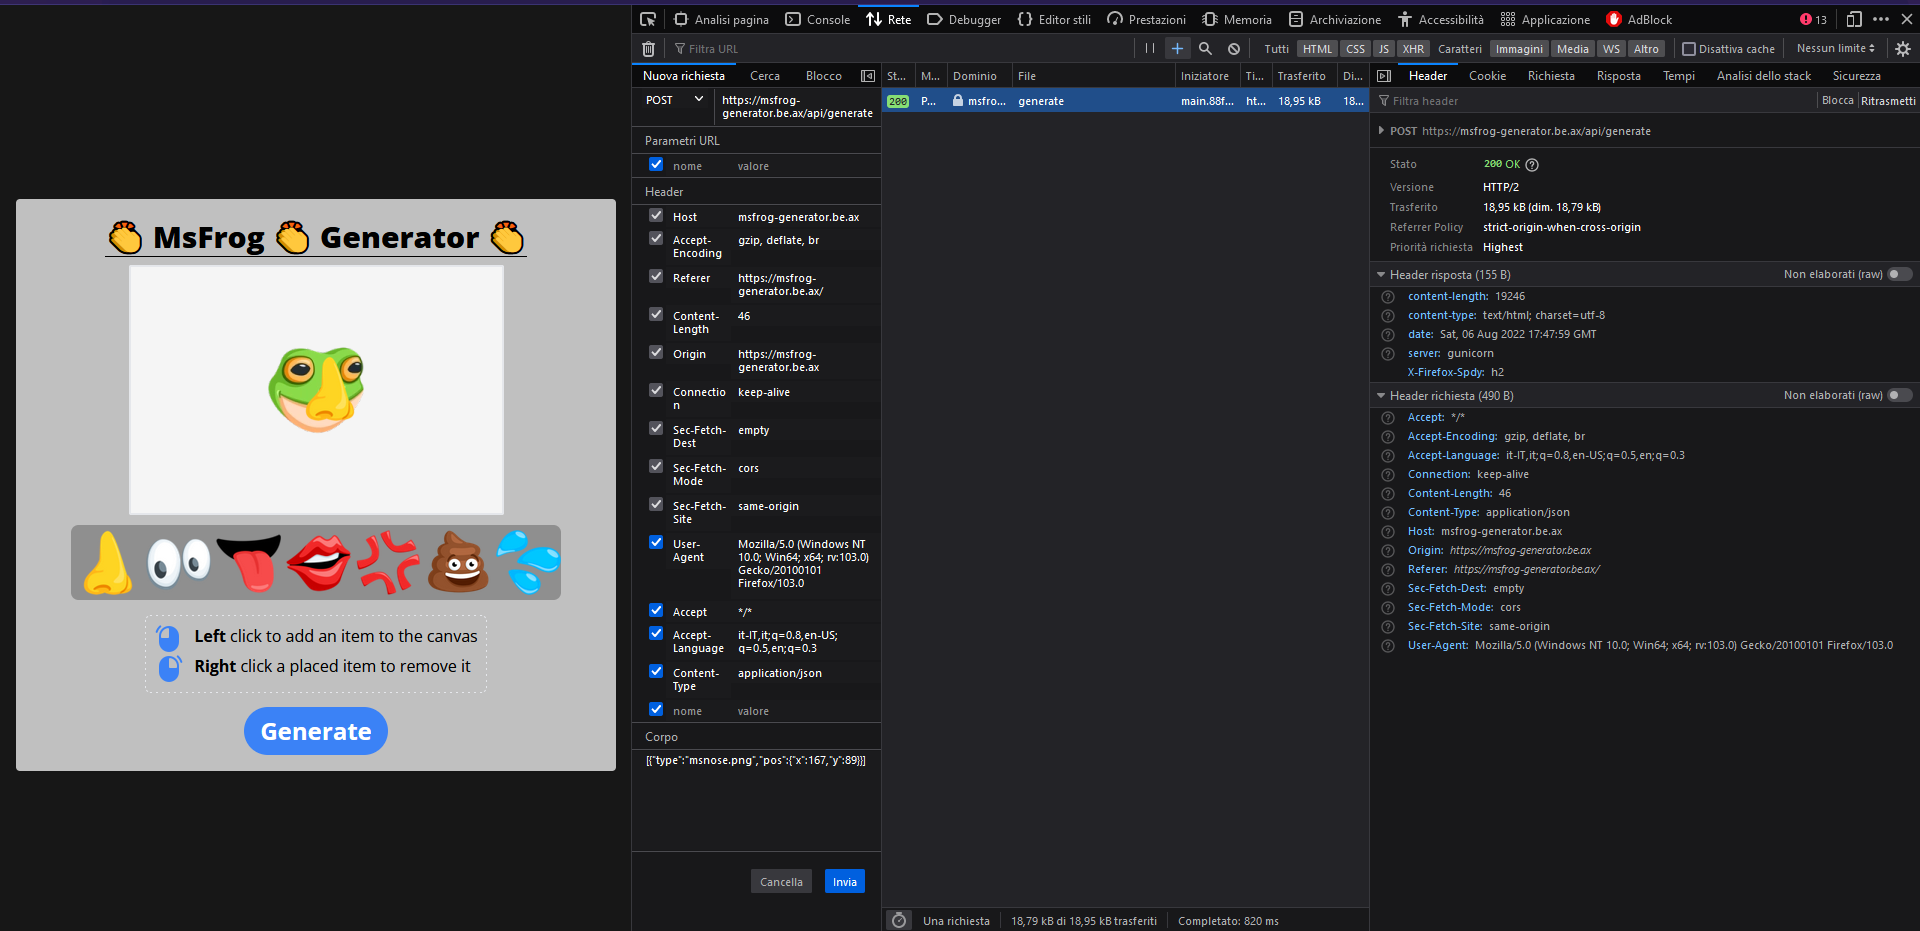 👏 MsFrog 👏 Generator 👏
Left click to add an item to the canvas
Right click a placed item to remove it
Generate
Analisi pagina
Console
Rete
Debugger
Editor stili
Prestazioni
Memoria
Archiviazione
Accessibilità
Applicazione
AdBlock
13
Filtra URL
Tutti HTML CSS JS XHR Caratteri Immagini Media WS Altro
Disattiva cache
Nessun limite
Nuova richiesta Cerca Blocco
POST
https://msfrog-
generator.be.ax/api/generate
Parametri URL
nome valore
Header
Host msfrog-generator.be.ax
Accept- gzip, deflate, br
Encoding
Referer https://msfrog-
generator.be.ax/
Content- 46
Length
Origin https://msfrog-
generator.be.ax
Connectio keep-alive
n
Sec-Fetch- empty
Dest
Sec-Fetch- cors
Mode
Sec-Fetch- same-origin
Site
User- Mozilla/5.0 (Windows NT
Agent 10.0; Win64; x64; rv:103.0)
Gecko/20100101
Firefox/103.0
Accept */*
Accept- it-IT,it;q=0.8,en-US;
Language q=0.5,en;q=0.3
Content- application/json
Type
nome valore
Corpo
[{"type":"msnose.png","pos":{"x":167,"y":89}}]
Cancella Invia
St... M... Dominio File Iniziatore Ti... Trasferito Di...
200 P... msfro... generate main.88f... ht... 18,95 kB 18...
Una richiesta 18,79 kB di 18,95 kB trasferiti Completato: 820 ms
Header Cookie Richiesta Risposta Tempi Analisi dello stack Sicurezza
Filtra header Blocca Ritrasmetti
POST https://msfrog-generator.be.ax/api/generate
Stato 200 OK
Versione HTTP/2
Trasferito 18,95 kB (dim. 18,79 kB)
Referrer Policy strict-origin-when-cross-origin
Priorità richiesta Highest
Header risposta (155 B) Non elaborati (raw)
content-length: 19246
content-type: text/html; charset=utf-8
date: Sat, 06 Aug 2022 17:47:59 GMT
server: gunicorn
X-Firefox-Spdy: h2
Header richiesta (490 B) Non elaborati (raw)
Accept: */*
Accept-Encoding: gzip, deflate, br
Accept-Language: it-IT,it;q=0.8,en-US;q=0.5,en;q=0.3
Connection: keep-alive
Content-Length: 46
Content-Type: application/json
Host: msfrog-generator.be.ax
Origin: https://msfrog-generator.be.ax
Referer: https://msfrog-generator.be.ax/
Sec-Fetch-Dest: empty
Sec-Fetch-Mode: cors
Sec-Fetch-Site: same-origin
User-Agent: Mozilla/5.0 (Windows NT 10.0; Win64; x64; rv:103.0) Gecko/20100101 Firefox/103.0